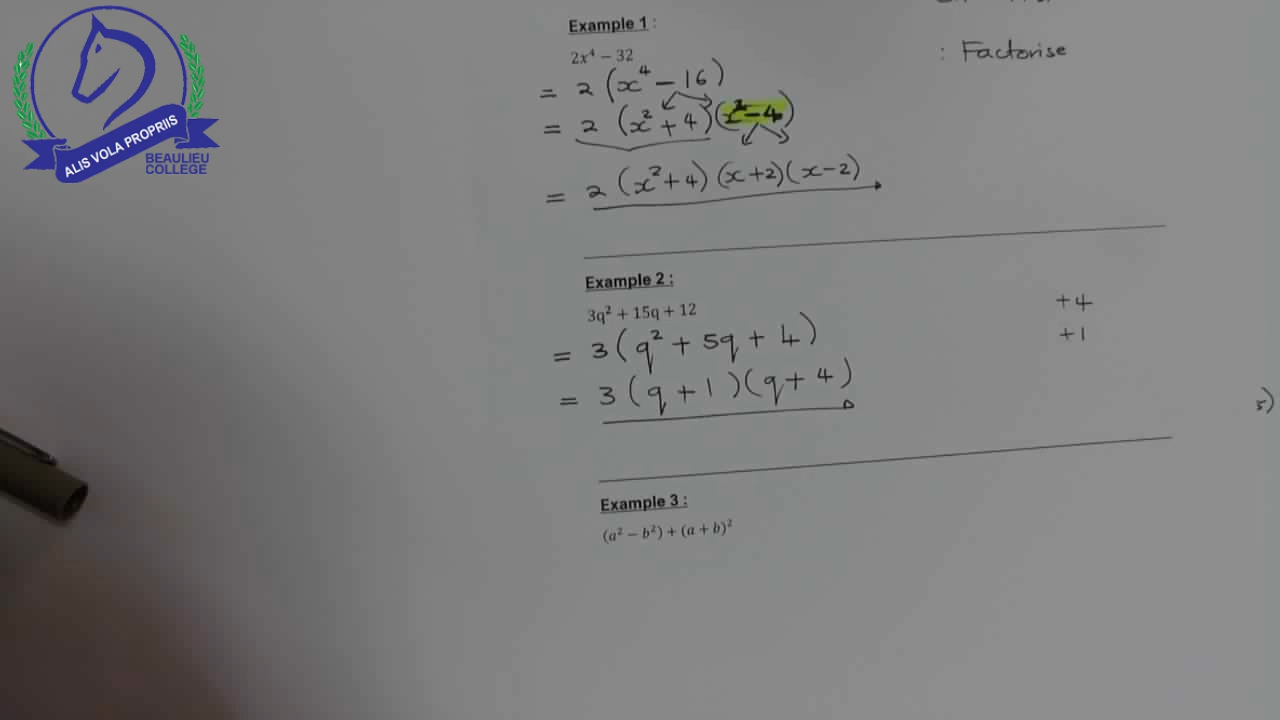 ALIS VOLA PROPRIIS
BEAULIEU
COLLEGE
Example 1 :
2x⁴ − 32
: Factorise
= 2 (x⁴ − 16)
= 2 (x² + 4)(x² − 4)
= 2 (x² + 4) (x + 2)(x − 2)
Example 2 :
3q² + 15q + 12
+4
= 3(q² + 5q + 4)
+1
= 3(q + 1)(q + 4)
5)
Example 3 :
(a² − b²) + (a + b)²